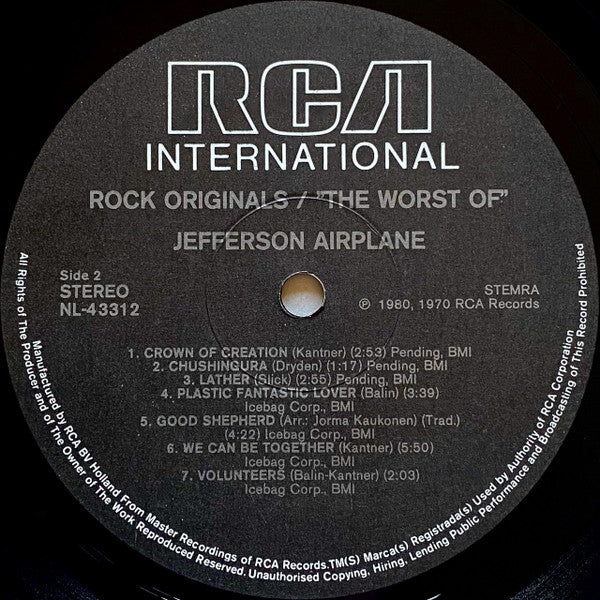 RCA
INTERNATIONAL
ROCK ORIGINALS / "THE WORST OF"
JEFFERSON AIRPLANE
Side 2
STEREO
NL-43312
STEMRA
℗ 1980, 1970 RCA Records
1. CROWN OF CREATION (Kantner) (2:53) Pending, BMI
2. CHUSHINGURA (Dryden) (1:17) Pending, BMI
3. LATHER (Slick) (2:55) Pending, BMI
4. PLASTIC FANTASTIC LOVER (Balin) (3:39)
Icebag Corp., BMI
5. GOOD SHEPHERD (Arr.: Jorma Kaukonen) (Trad.)
(4:22) Icebag Corp., BMI
6. WE CAN BE TOGETHER (Kantner) (5:50)
Icebag Corp., BMI
7. VOLUNTEERS (Balin-Kantner) (2:03)
Icebag Corp., BMI
Manufactured by RCA BV Holland From Master Recordings of RCA Records.TM(S) Marca(s) Registrada(s) Used by Authority of RCA Corporation
All Rights of The Producer and of The Owner of The Work Reproduced Reserved. Unauthorised Copying, Hiring, Lending Public Performance and Broadcasting of This Record Prohibited